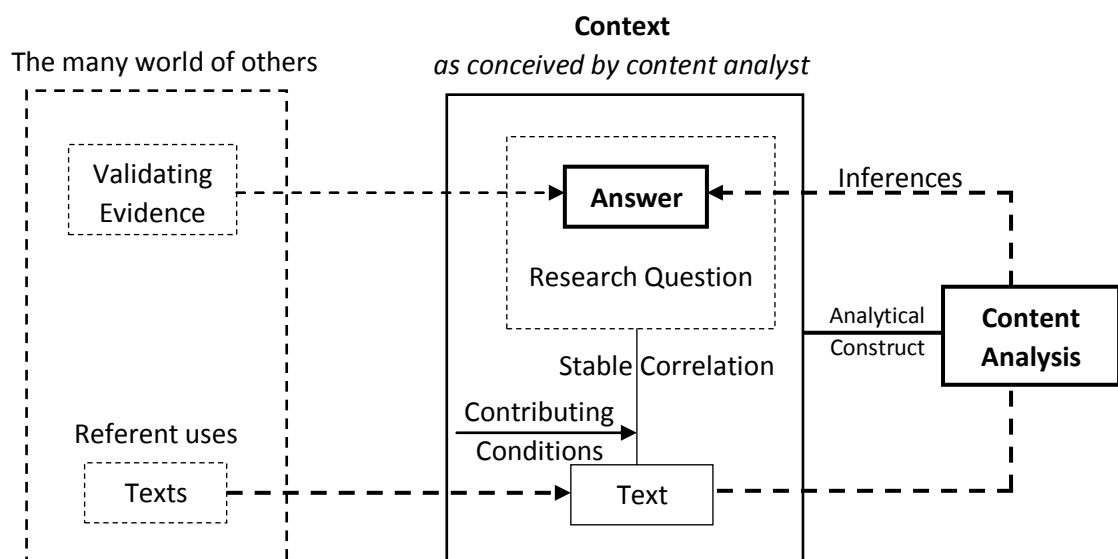 Context
as conceived by content analyst
The many world of others
Validating
Evidence
Answer
Inferences
Research Question
Analytical
Construct
Content
Analysis
Stable Correlation
Contributing
Conditions
Referent uses
Texts
Text